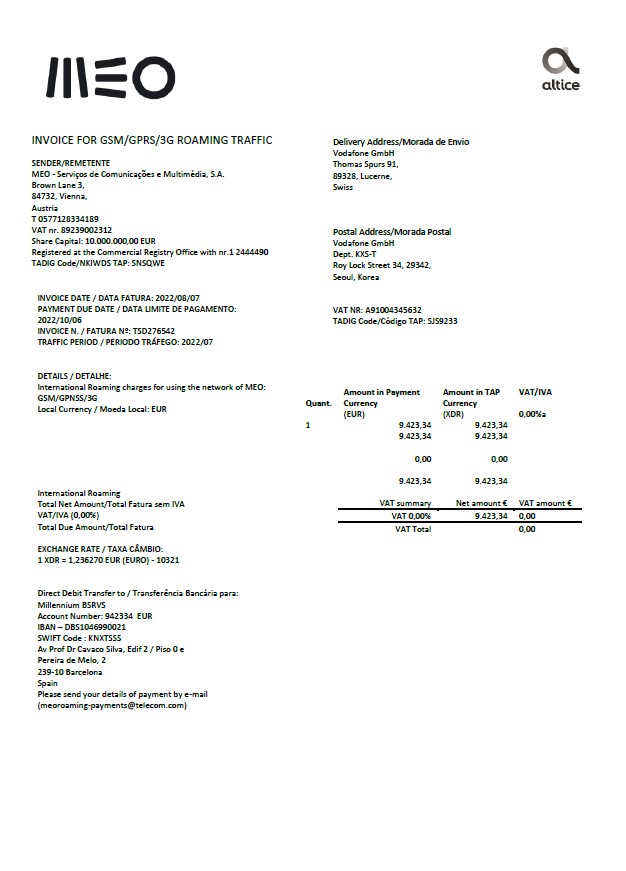 MEO
altice
INVOICE FOR GSM/GPRS/3G ROAMING TRAFFIC
SENDER/REMETENTE
MEO - Serviços de Comunicações e Multimédia, S.A.
Brown Lane 3,
84732, Vienna,
Austria
T 0577128334189
VAT nr. 89239002312
Share Capital: 10.000.000,00 EUR
Registered at the Commercial Registry Office with nr.1 2444490
TADIG Code/NKIWDS TAP: SNSQWE
Delivery Address/Morada de Envio
Vodafone GmbH
Thomas Spurs 91,
89328, Lucerne,
Swiss
Postal Address/Morada Postal
Vodafone GmbH
Dept. KXS-T
Roy Lock Street 34, 29342,
Seoul, Korea
INVOICE DATE / DATA FATURA: 2022/08/07
PAYMENT DUE DATE / DATA LIMITE DE PAGAMENTO:
2022/10/06
INVOICE N. / FATURA Nº: TSD276542
TRAFFIC PERIOD / PERIODO TRÁFEGO: 2022/07
VAT NR: A91004345632
TADIG Code/Código TAP: SJS9233
DETAILS / DETALHE:
International Roaming charges for using the network of MEO:
GSM/GPNSS/3G
Local Currency / Moeda Local: EUR
Amount in Payment Amount in TAP VAT/IVA
Quant. Currency Currency
(EUR) (XDR) 0,00%a
1 9.423,34 9.423,34
9.423,34 9.423,34
0,00 0,00
9.423,34 9.423,34
International Roaming
Total Net Amount/Total Fatura sem IVA
VAT/IVA (0,00%)
Total Due Amount/Total Fatura
VAT summary Net amount € VAT amount €
VAT 0,00% 9.423,34 0,00
VAT Total 0,00
EXCHANGE RATE / TAXA CÂMBIO:
1 XDR = 1,236270 EUR (EURO) - 10321
Direct Debit Transfer to / Transferência Bancária para:
Millennium BSRVS
Account Number: 942334 EUR
IBAN – DBS1046990021
SWIFT Code : KNXTSSS
Av Prof Dr Cavaco Silva, Edif 2 / Piso 0 e
Pereira de Melo, 2
239-10 Barcelona
Spain
Please send your details of payment by e-mail
(meoroaming-payments@telecom.com)